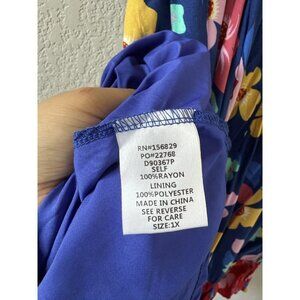 RN#156829
PO#22768
D90367P
SELF
100%RAYON
LINING
100%POLYESTER
MADE IN CHINA
SEE REVERSE
FOR CARE
SIZE:1X